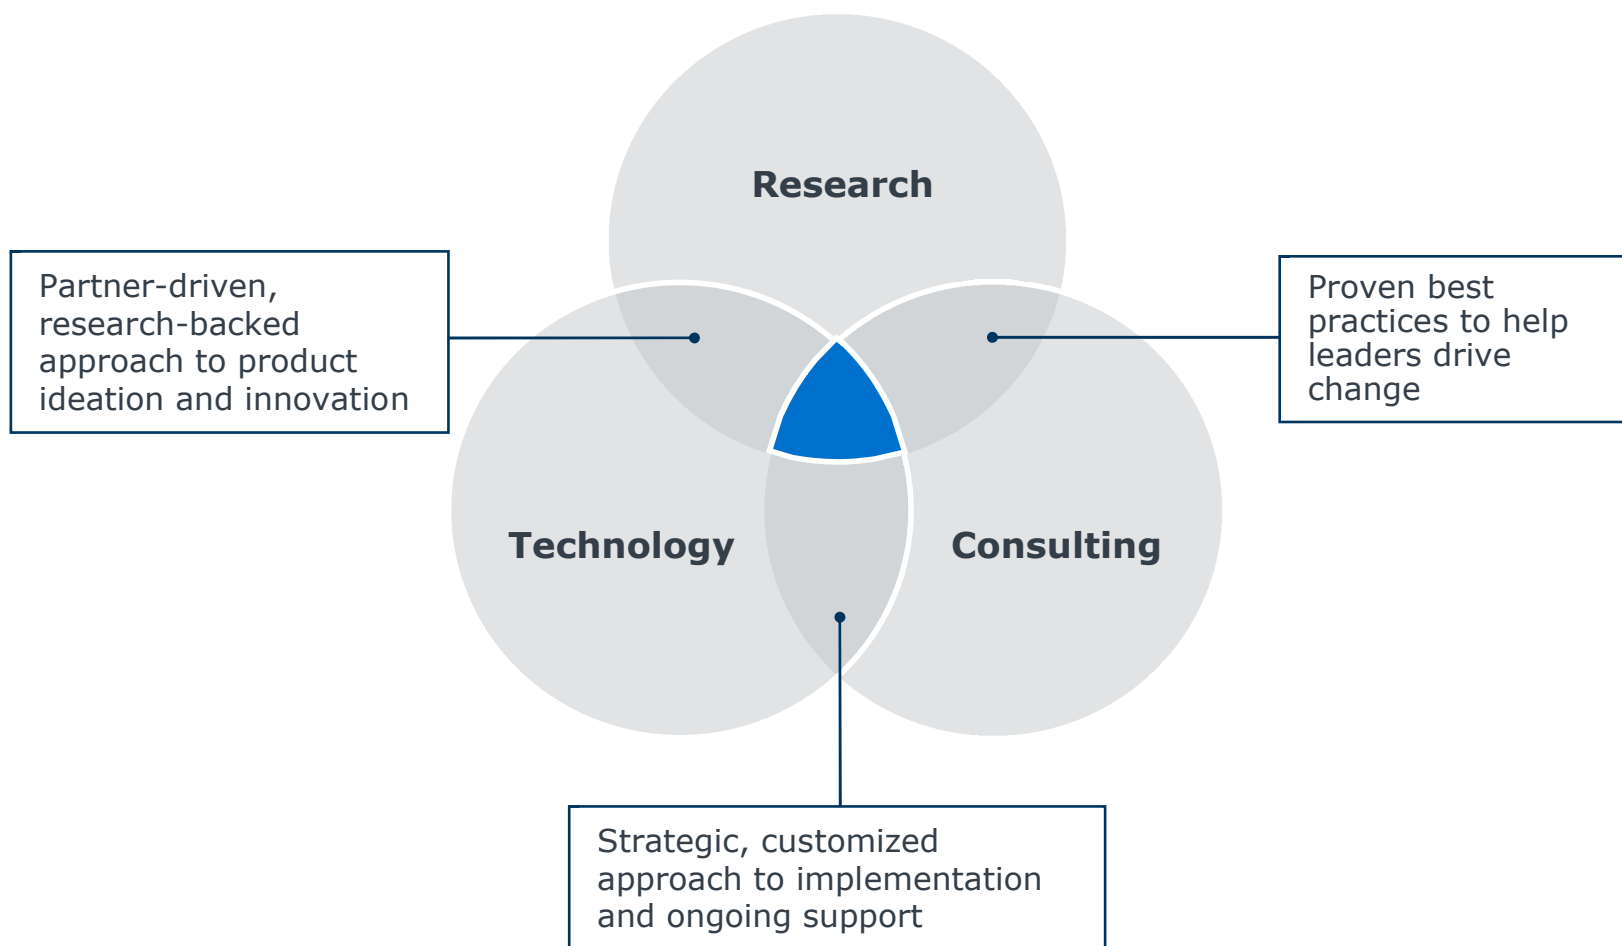 Research
Partner-driven,
research-backed
approach to product
ideation and innovation
Proven best
practices to help
leaders drive
change
Technology
Consulting
Strategic, customized
approach to implementation
and ongoing support